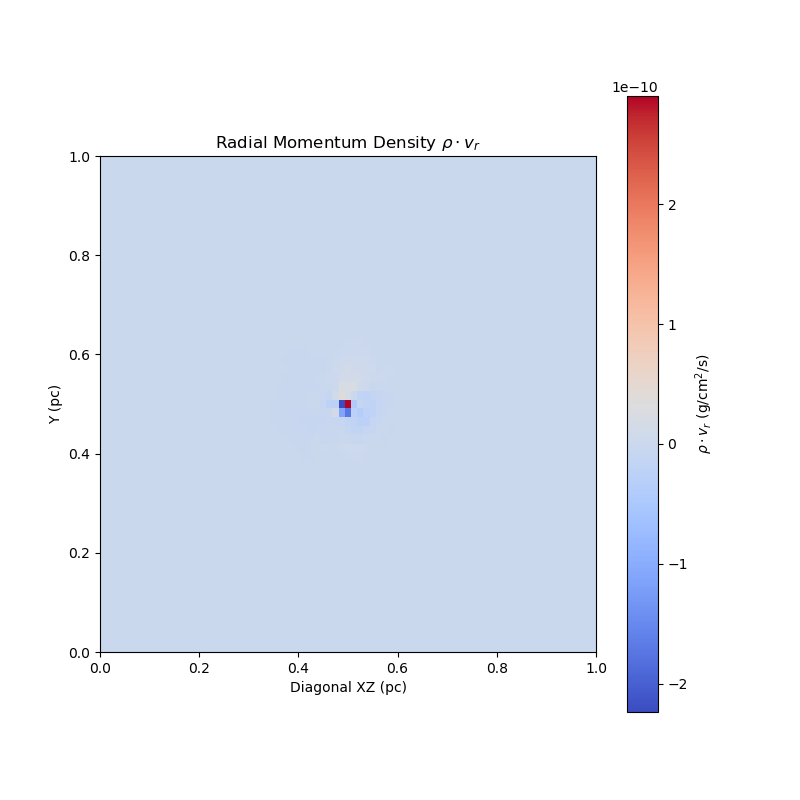 1e−10
Radial Momentum Density ρ · v_r
1.0
0.8
0.6
0.4
0.2
0.0
Y (pc)
0.0 0.2 0.4 0.6 0.8 1.0
Diagonal XZ (pc)
2
1
0
−1
−2
ρ · v_r (g/cm²/s)